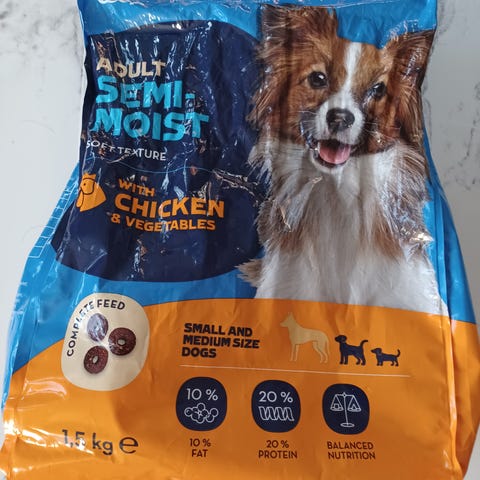 ADULT
SEMI-
MOIST
SOFT TEXTURE
WITH
CHICKEN
& VEGETABLES
COMPLETE FEED
SMALL AND
MEDIUM SIZE
DOGS
10 %
10 %
FAT
20 %
20 %
PROTEIN
BALANCED
NUTRITION
1,5 kg e